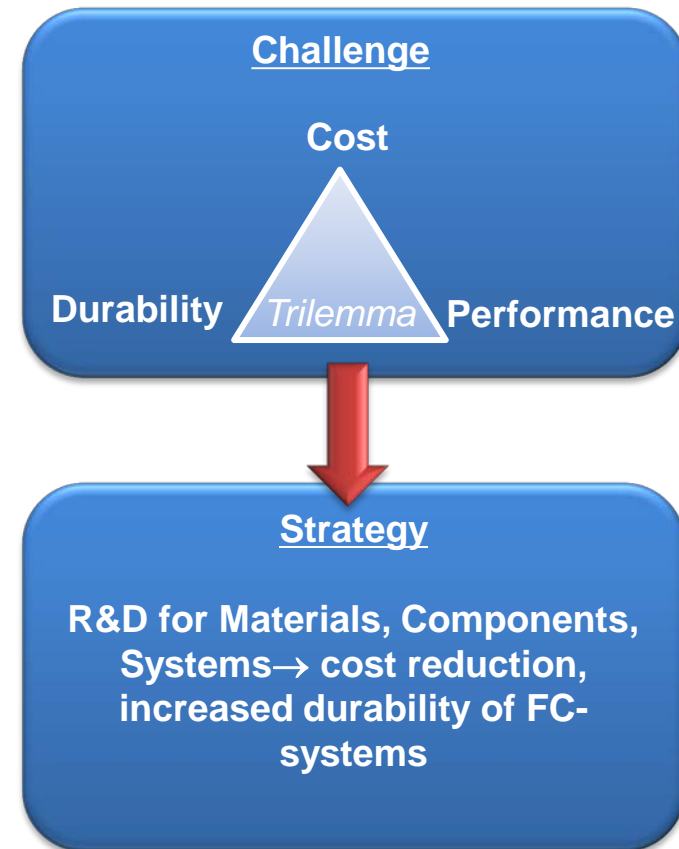 Challenge
Cost
Durability Trilemma Performance
Strategy
R&D for Materials, Components,
Systems→ cost reduction,
increased durability of FC-
systems